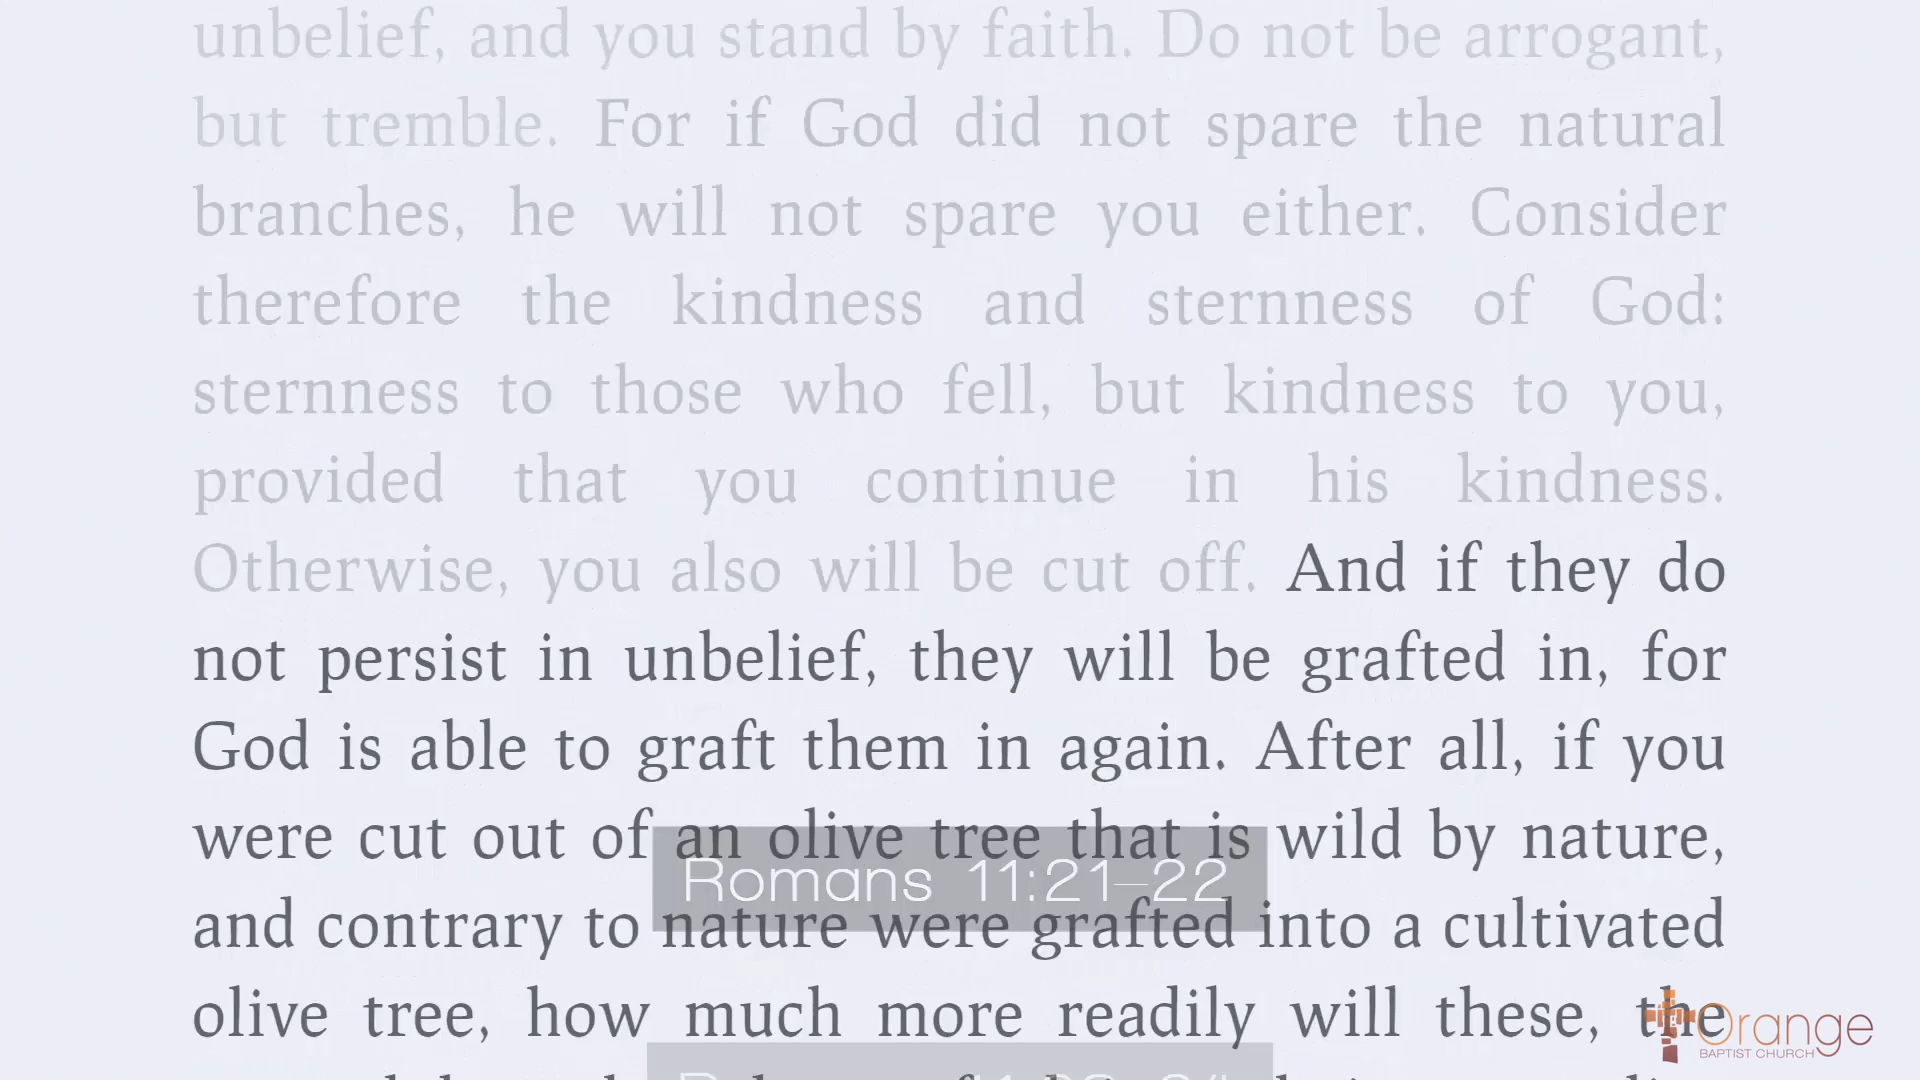 unbelief, and you stand by faith. Do not be arrogant,
but tremble. For if God did not spare the natural
branches, he will not spare you either. Consider
therefore the kindness and sternness of God:
sternness to those who fell, but kindness to you,
provided that you continue in his kindness.
Otherwise, you also will be cut off. And if they do
not persist in unbelief, they will be grafted in, for
God is able to graft them in again. After all, if you
were cut out of an olive tree that is wild by nature,
Romans 11:21–22
and contrary to nature were grafted into a cultivated
olive tree, how much more readily will these, the
Orange
BAPTIST CHURCH